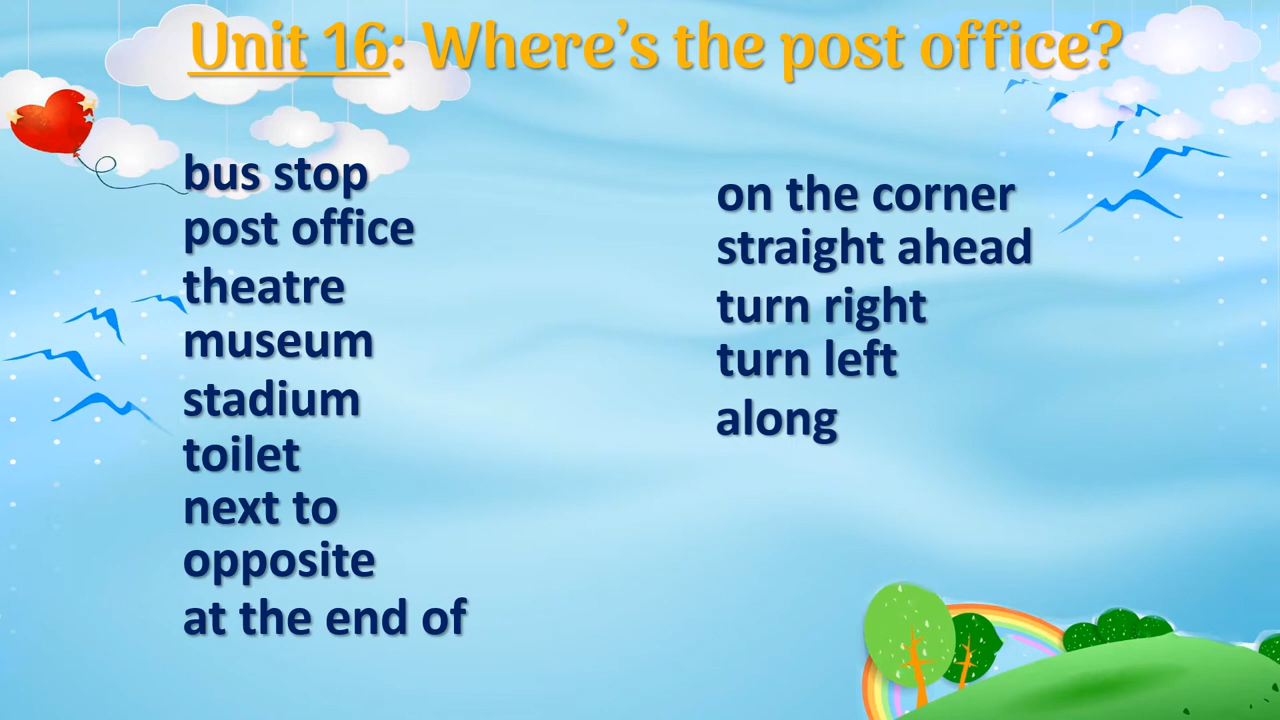 Unit 16: Where’s the post office?
bus stop
post office
theatre
museum
stadium
toilet
next to
opposite
at the end of
on the corner
straight ahead
turn right
turn left
along